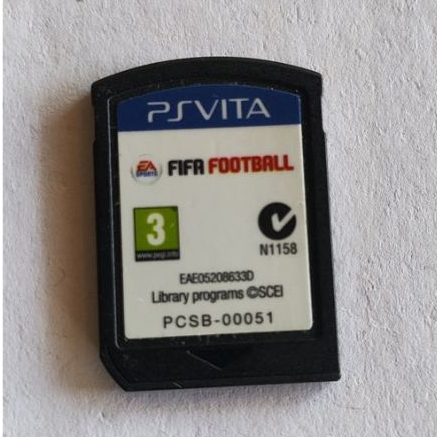 PSVITA
EA SPORTS FIFA FOOTBALL
3
www.pegi.info
N1158
EAE05208633D
Library programs ©SCEI
PCSB-00051